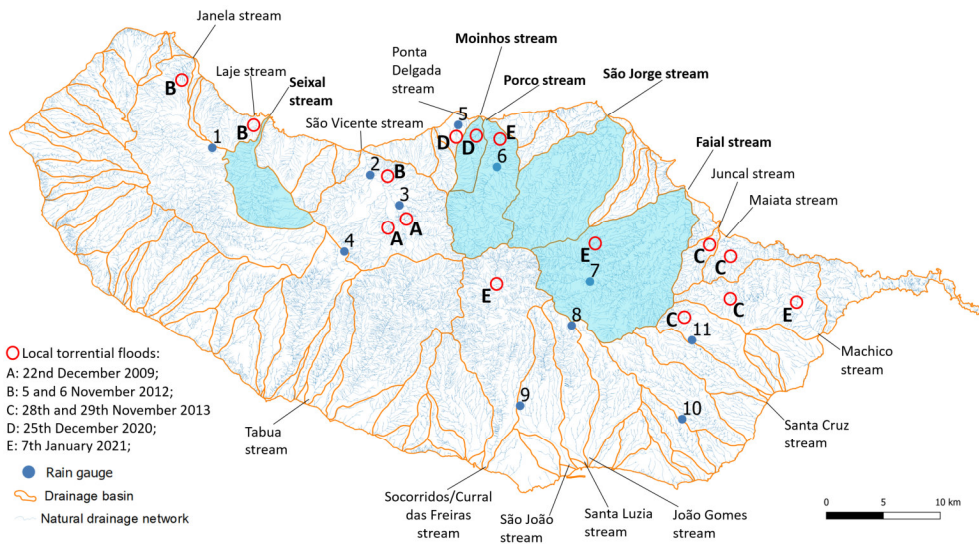 Janela stream
Moinhos stream
Ponta
Delgada
stream
Laje stream
Seixal
stream
Porco stream
São Jorge stream
São Vicente stream
B
B
1
5
D
D
E
6
2
B
3
A
A
4
Faial stream
Juncal stream
Maiata stream
E
7
C
C
E
C
E
C
8
11
Machico
stream
9
10
Local torrential floods:
A: 22nd December 2009;
B: 5 and 6 November 2012;
C: 28th and 29th November 2013
D: 25th December 2020;
E: 7th January 2021;
Rain gauge
Drainage basin
Natural drainage network
Tabua
stream
Socorridos/Curral
das Freiras
stream
São João
stream
Santa Luzia
stream
João Gomes
stream
Santa Cruz
stream
0 5 10 km